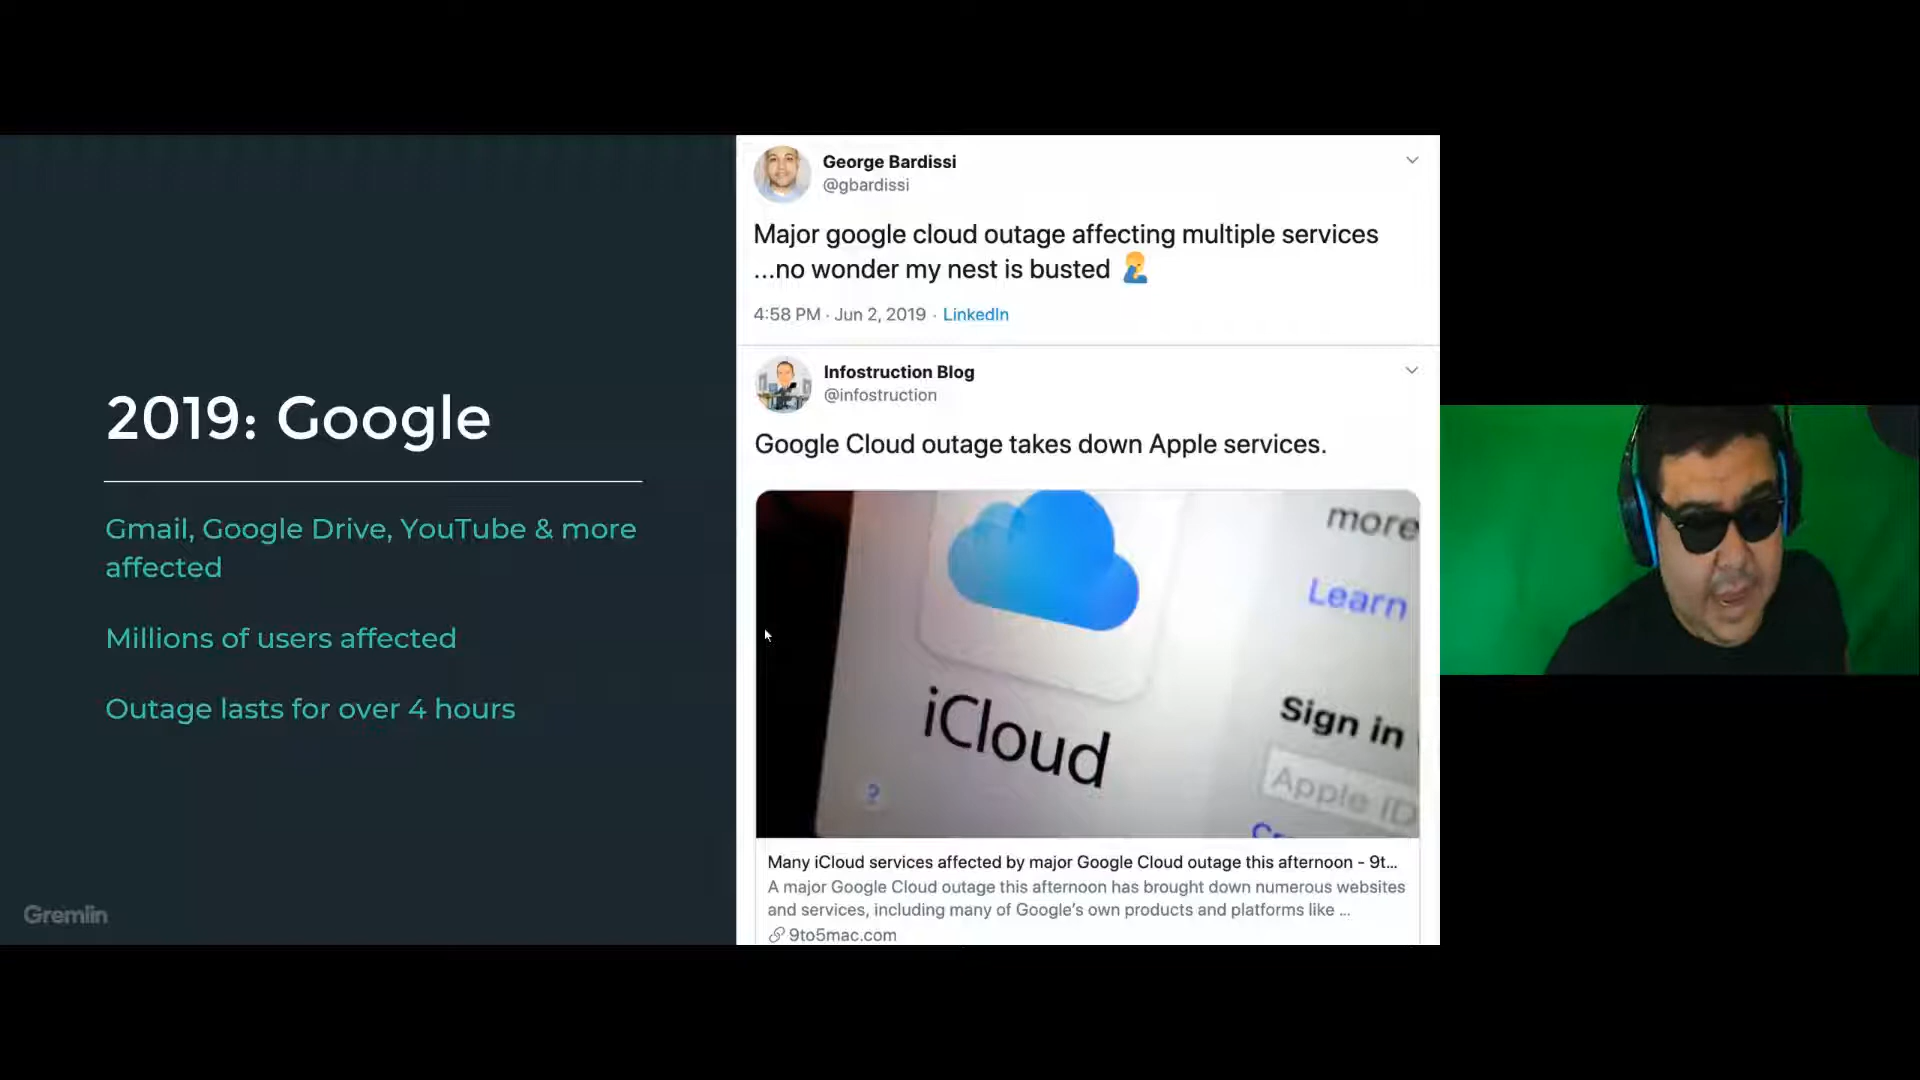 2019: Google
Gmail, Google Drive, YouTube & more
affected
Millions of users affected
Outage lasts for over 4 hours
Gremlin
George Bardissi
@gbardissi
Major google cloud outage affecting multiple services
...no wonder my nest is busted 🤦‍♂️
4:58 PM · Jun 2, 2019 · LinkedIn
Infostruction Blog
@infostruction
Google Cloud outage takes down Apple services.
more
Learn
iCloud
Sign in
Apple ID
?
Many iCloud services affected by major Google Cloud outage this afternoon - 9t...
A major Google Cloud outage this afternoon has brought down numerous websites
and services, including many of Google's own products and platforms like ...
9to5mac.com